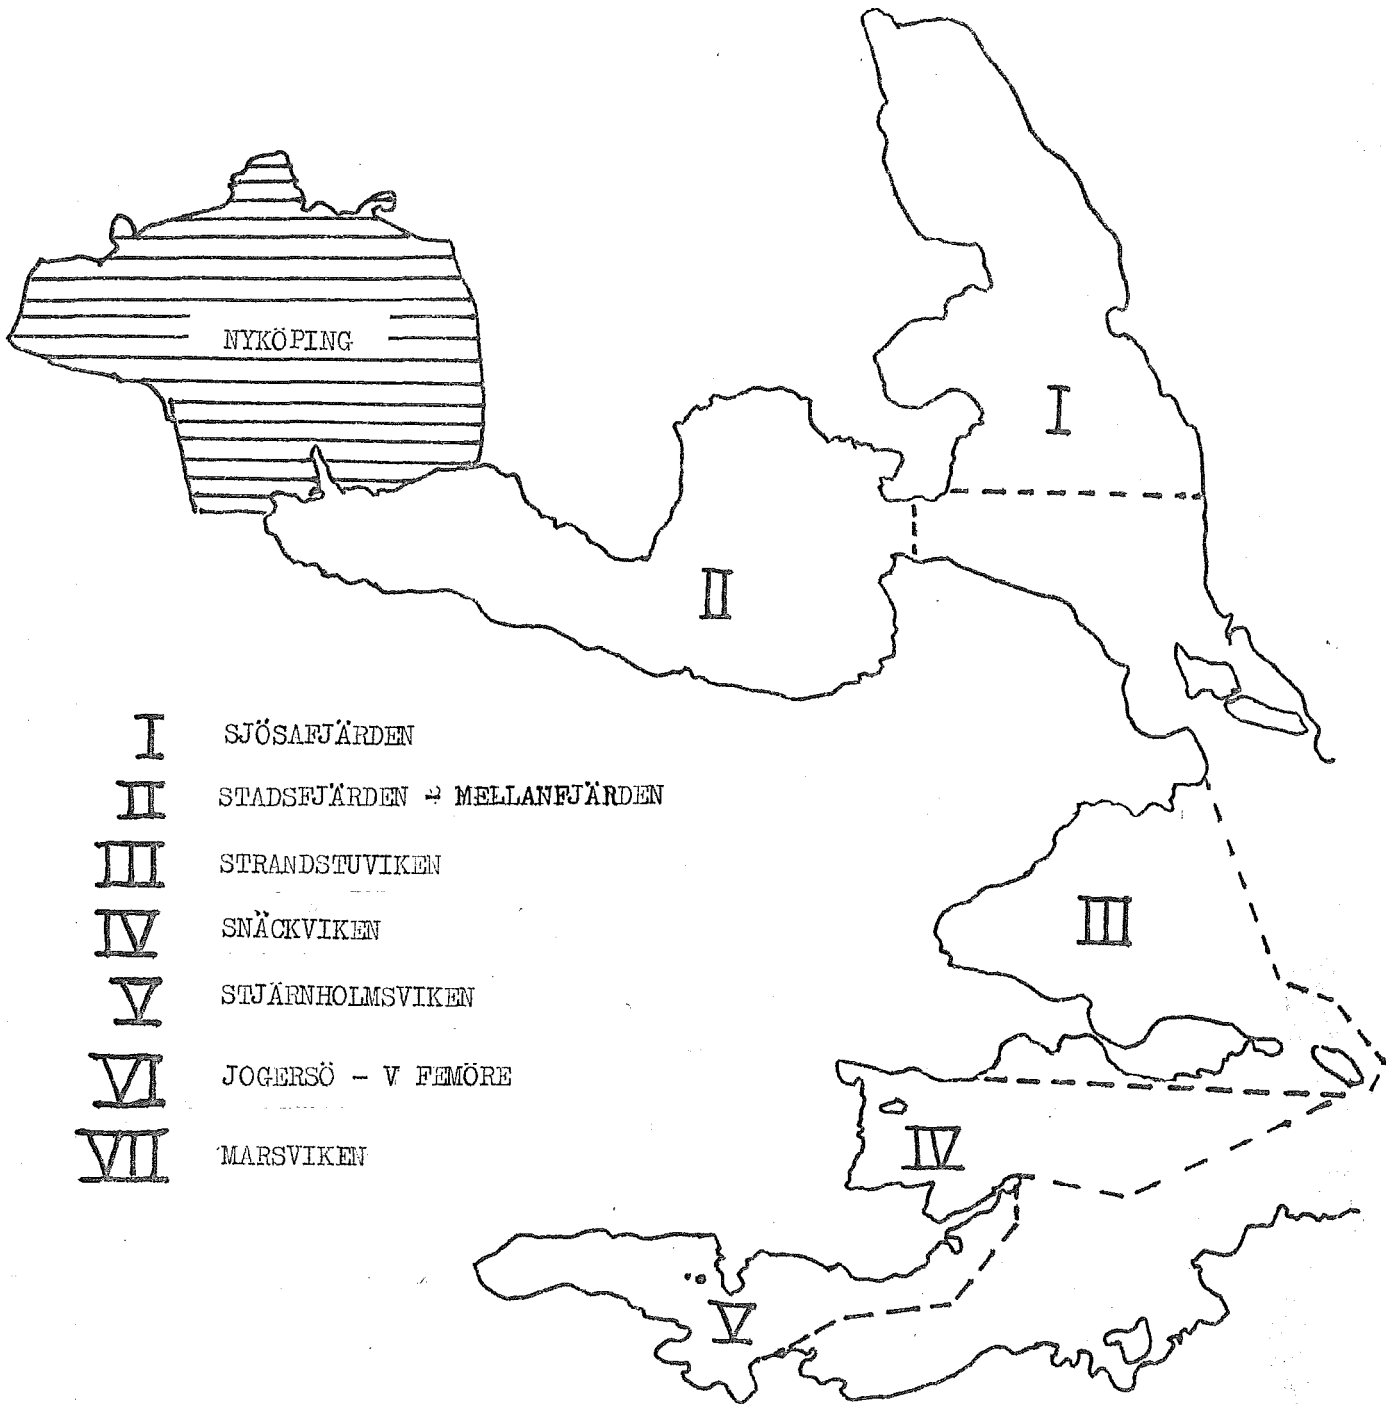 NYKÖPING
I
II
I SJÖSAFJÄRDEN
II STADSFJÄRDEN - MELLANFJÄRDEN
III STRANDSTUVIKEN
III
IV SNÄCKVIKEN
V STJÄRNHOLMSVIKEN
VI JOGERSÖ - V FEMÖRE
IV
VII MARSVIKEN
V